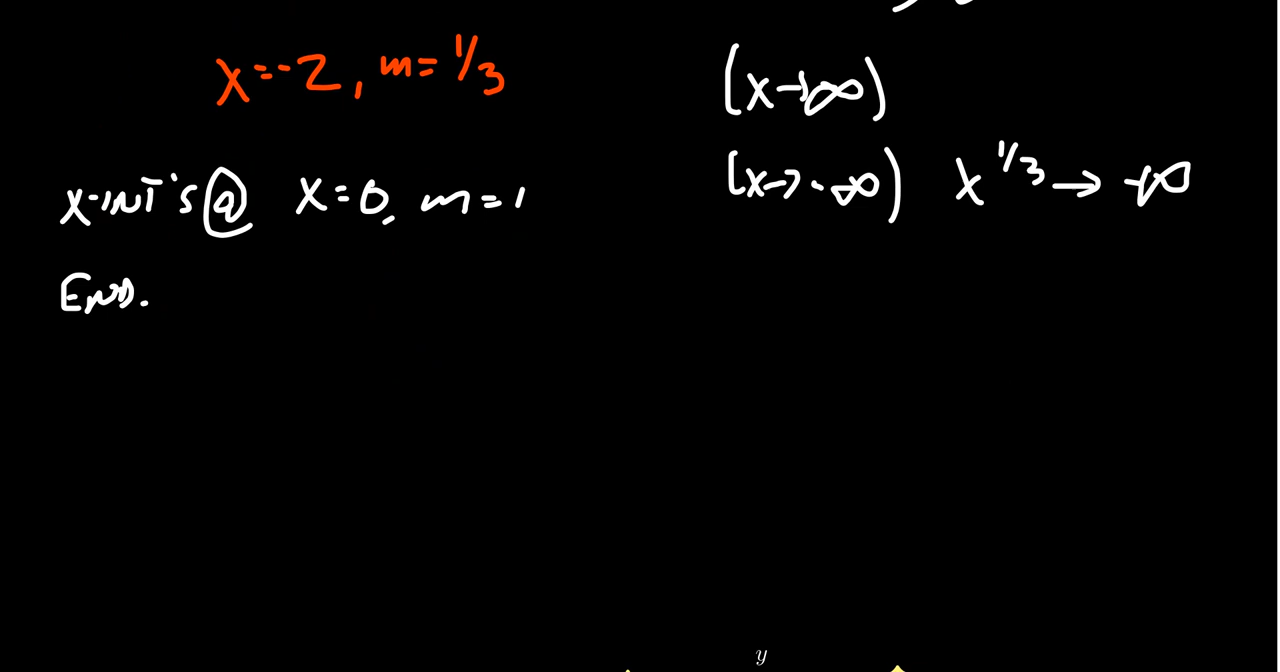 x=-2, m=1/3
x-INT's @ x=0, m=1
END.
(x→∞)
(x→-∞) x^1/3 → -∞
y